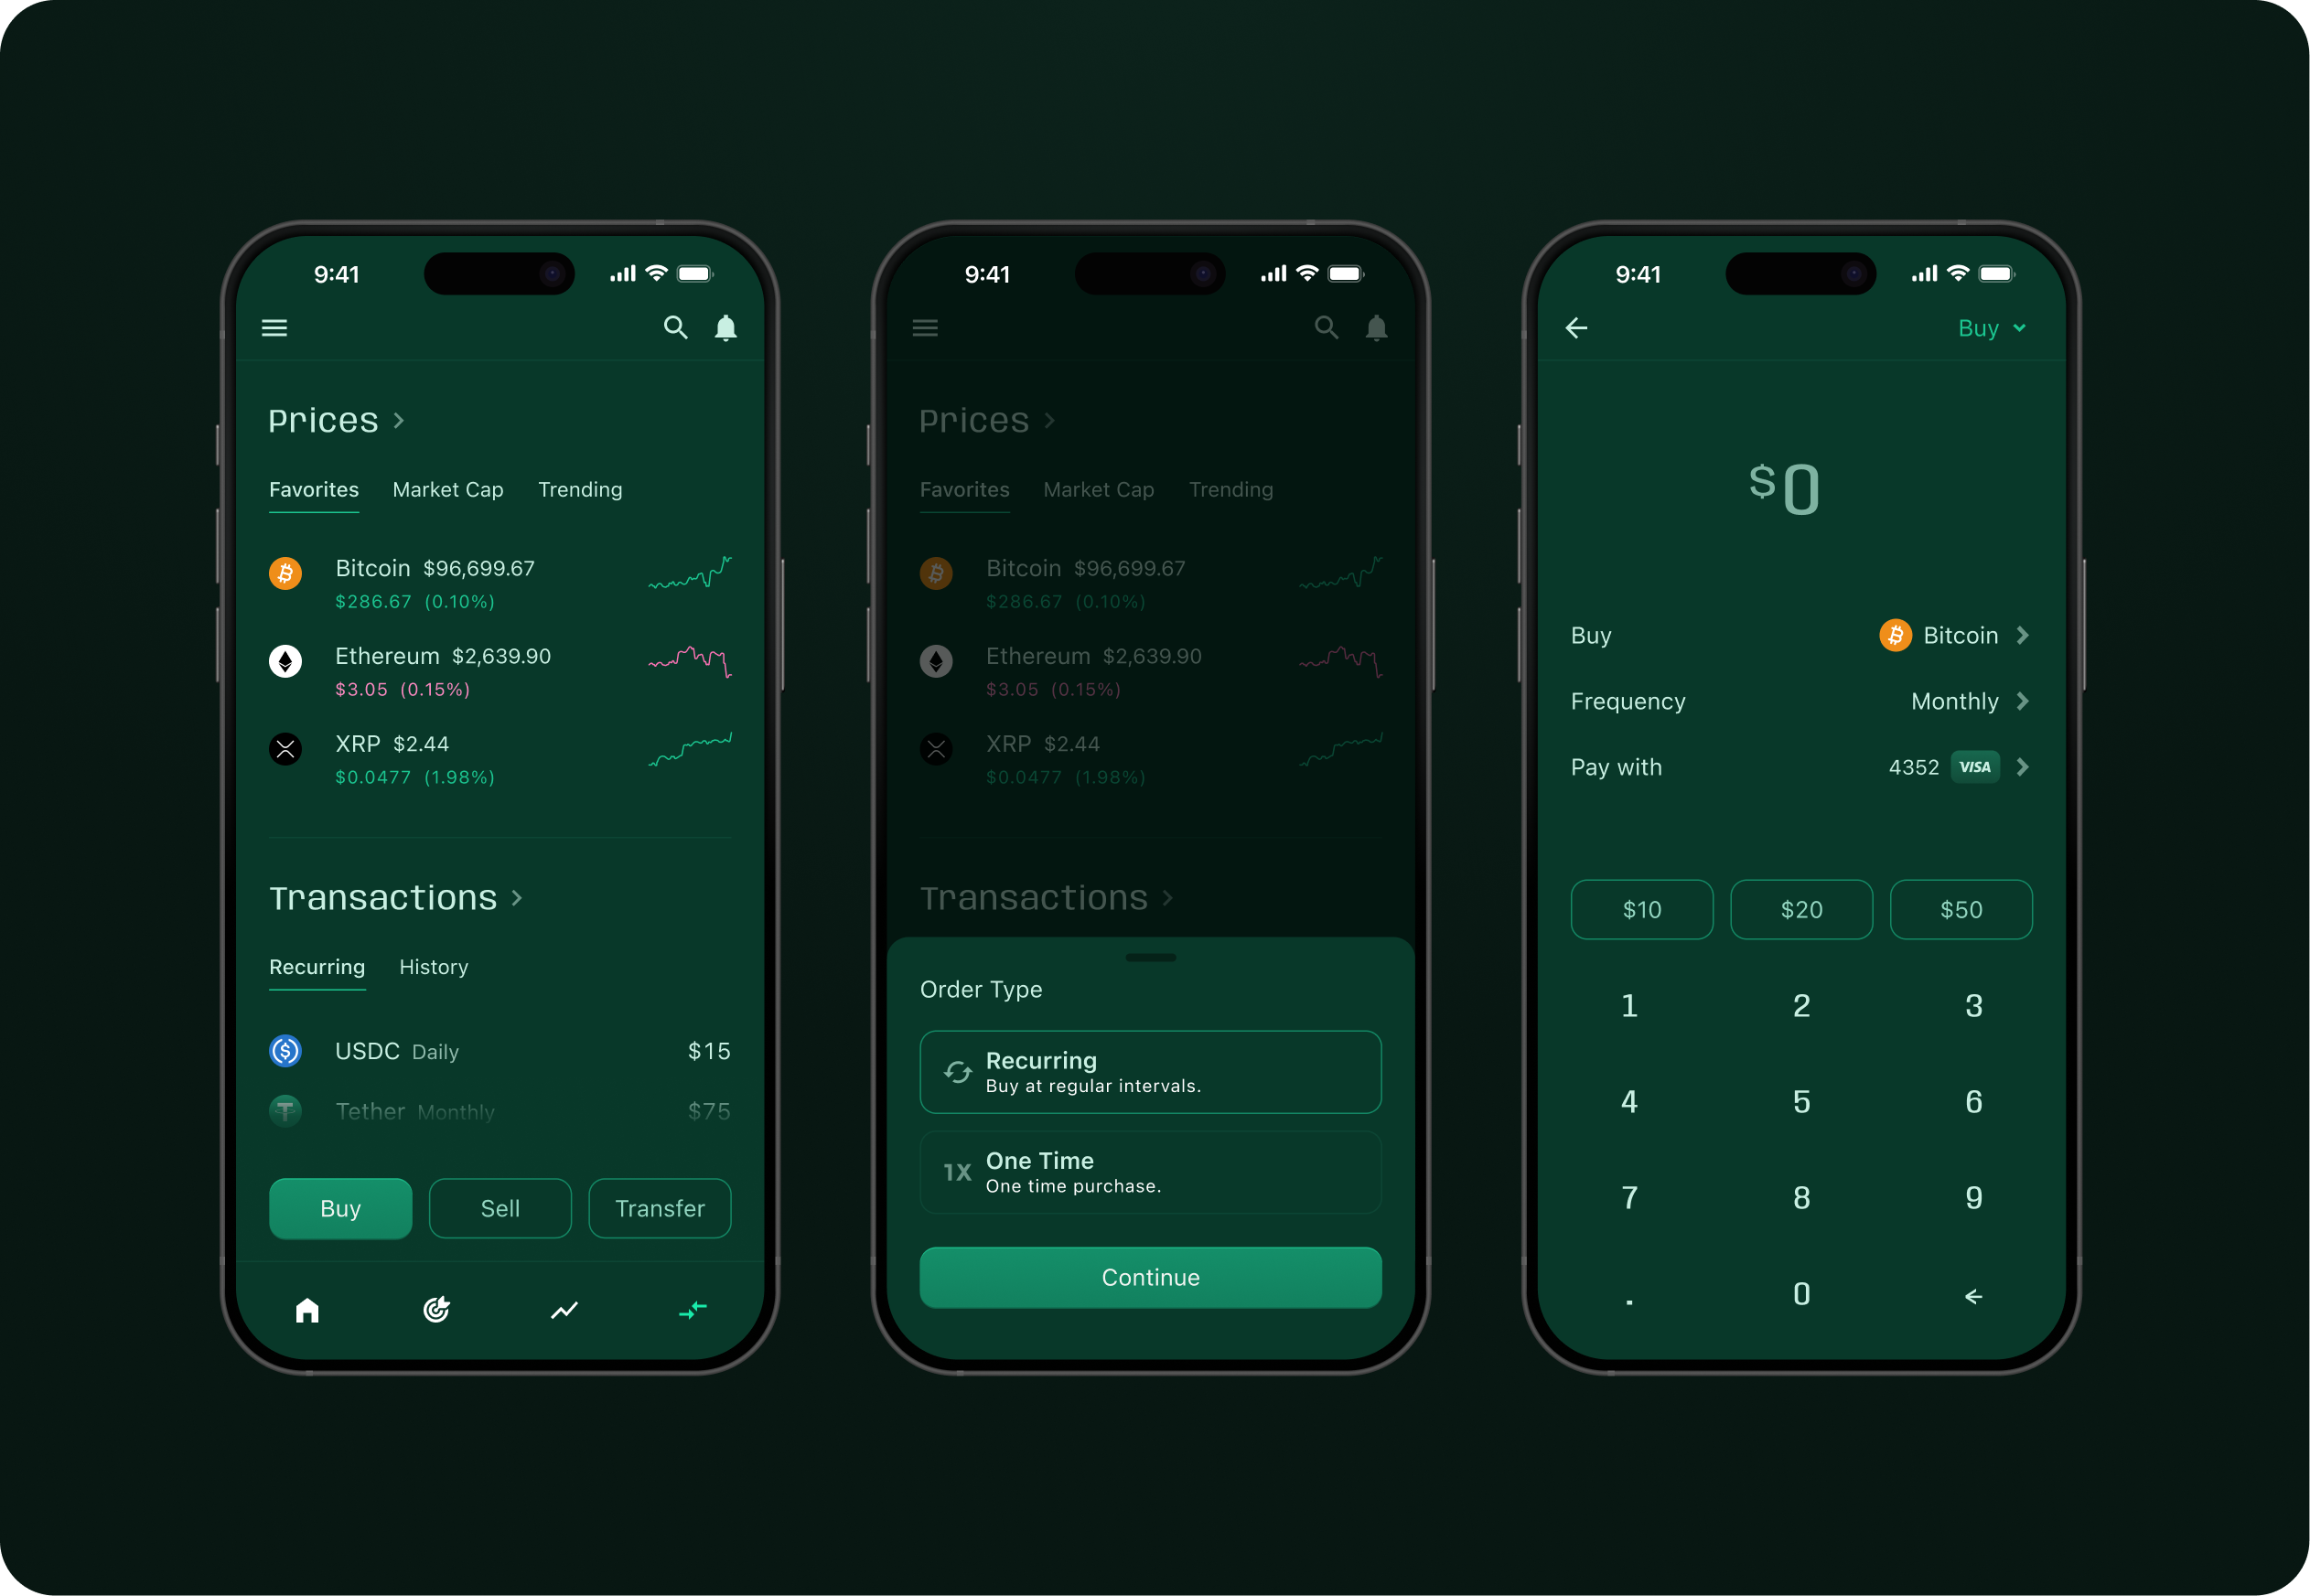 9:41
Prices
Favorites Market Cap Trending
Bitcoin $96,699.67
$286.67 (0.10%)
Ethereum $2,639.90
$3.05 (0.15%)
XRP $2.44
$0.0477 (1.98%)
Transactions
Recurring History
USDC Daily $15
Tether Monthly $75
Buy Sell Transfer
9:41
Prices
Favorites Market Cap Trending
Bitcoin $96,699.67
$286.67 (0.10%)
Ethereum $2,639.90
$3.05 (0.15%)
XRP $2.44
$0.0477 (1.98%)
Transactions
Order Type
Recurring
Buy at regular intervals.
1X One Time
One time purchase.
Continue
9:41
Buy
$0
Buy Bitcoin
Frequency Monthly
Pay with 4352 VISA
$10 $20 $50
1 2 3
4 5 6
7 8 9
. 0